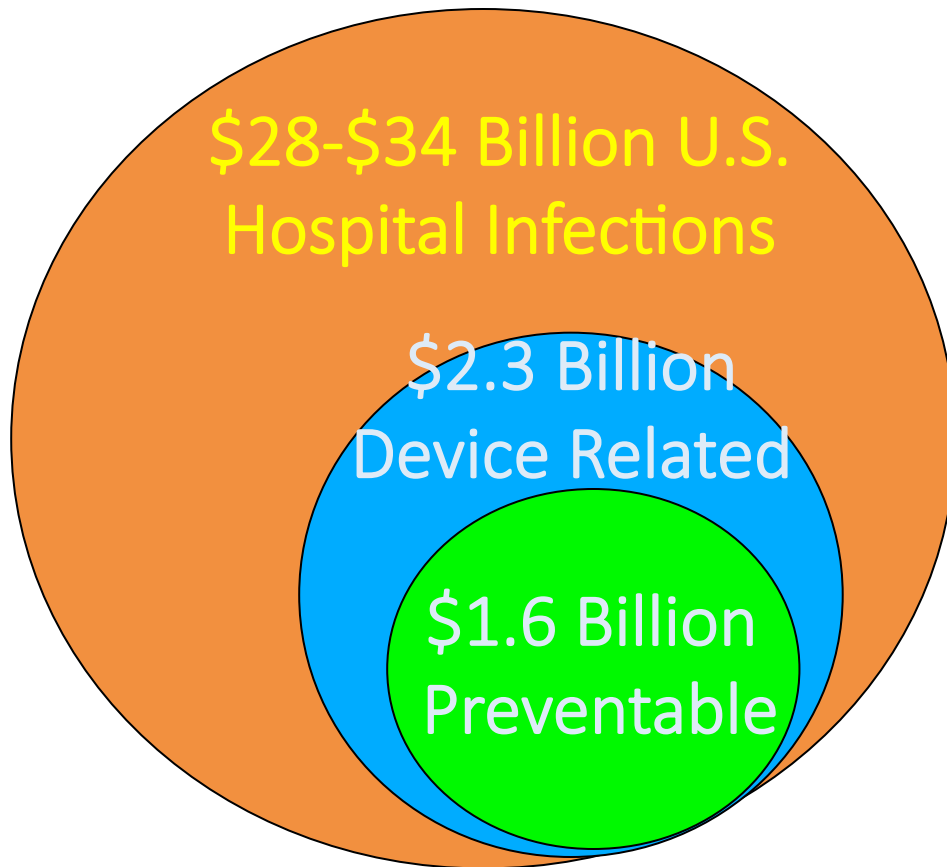 $28-$34 Billion U.S.
Hospital Infections
$2.3 Billion
Device Related
$1.6 Billion
Preventable